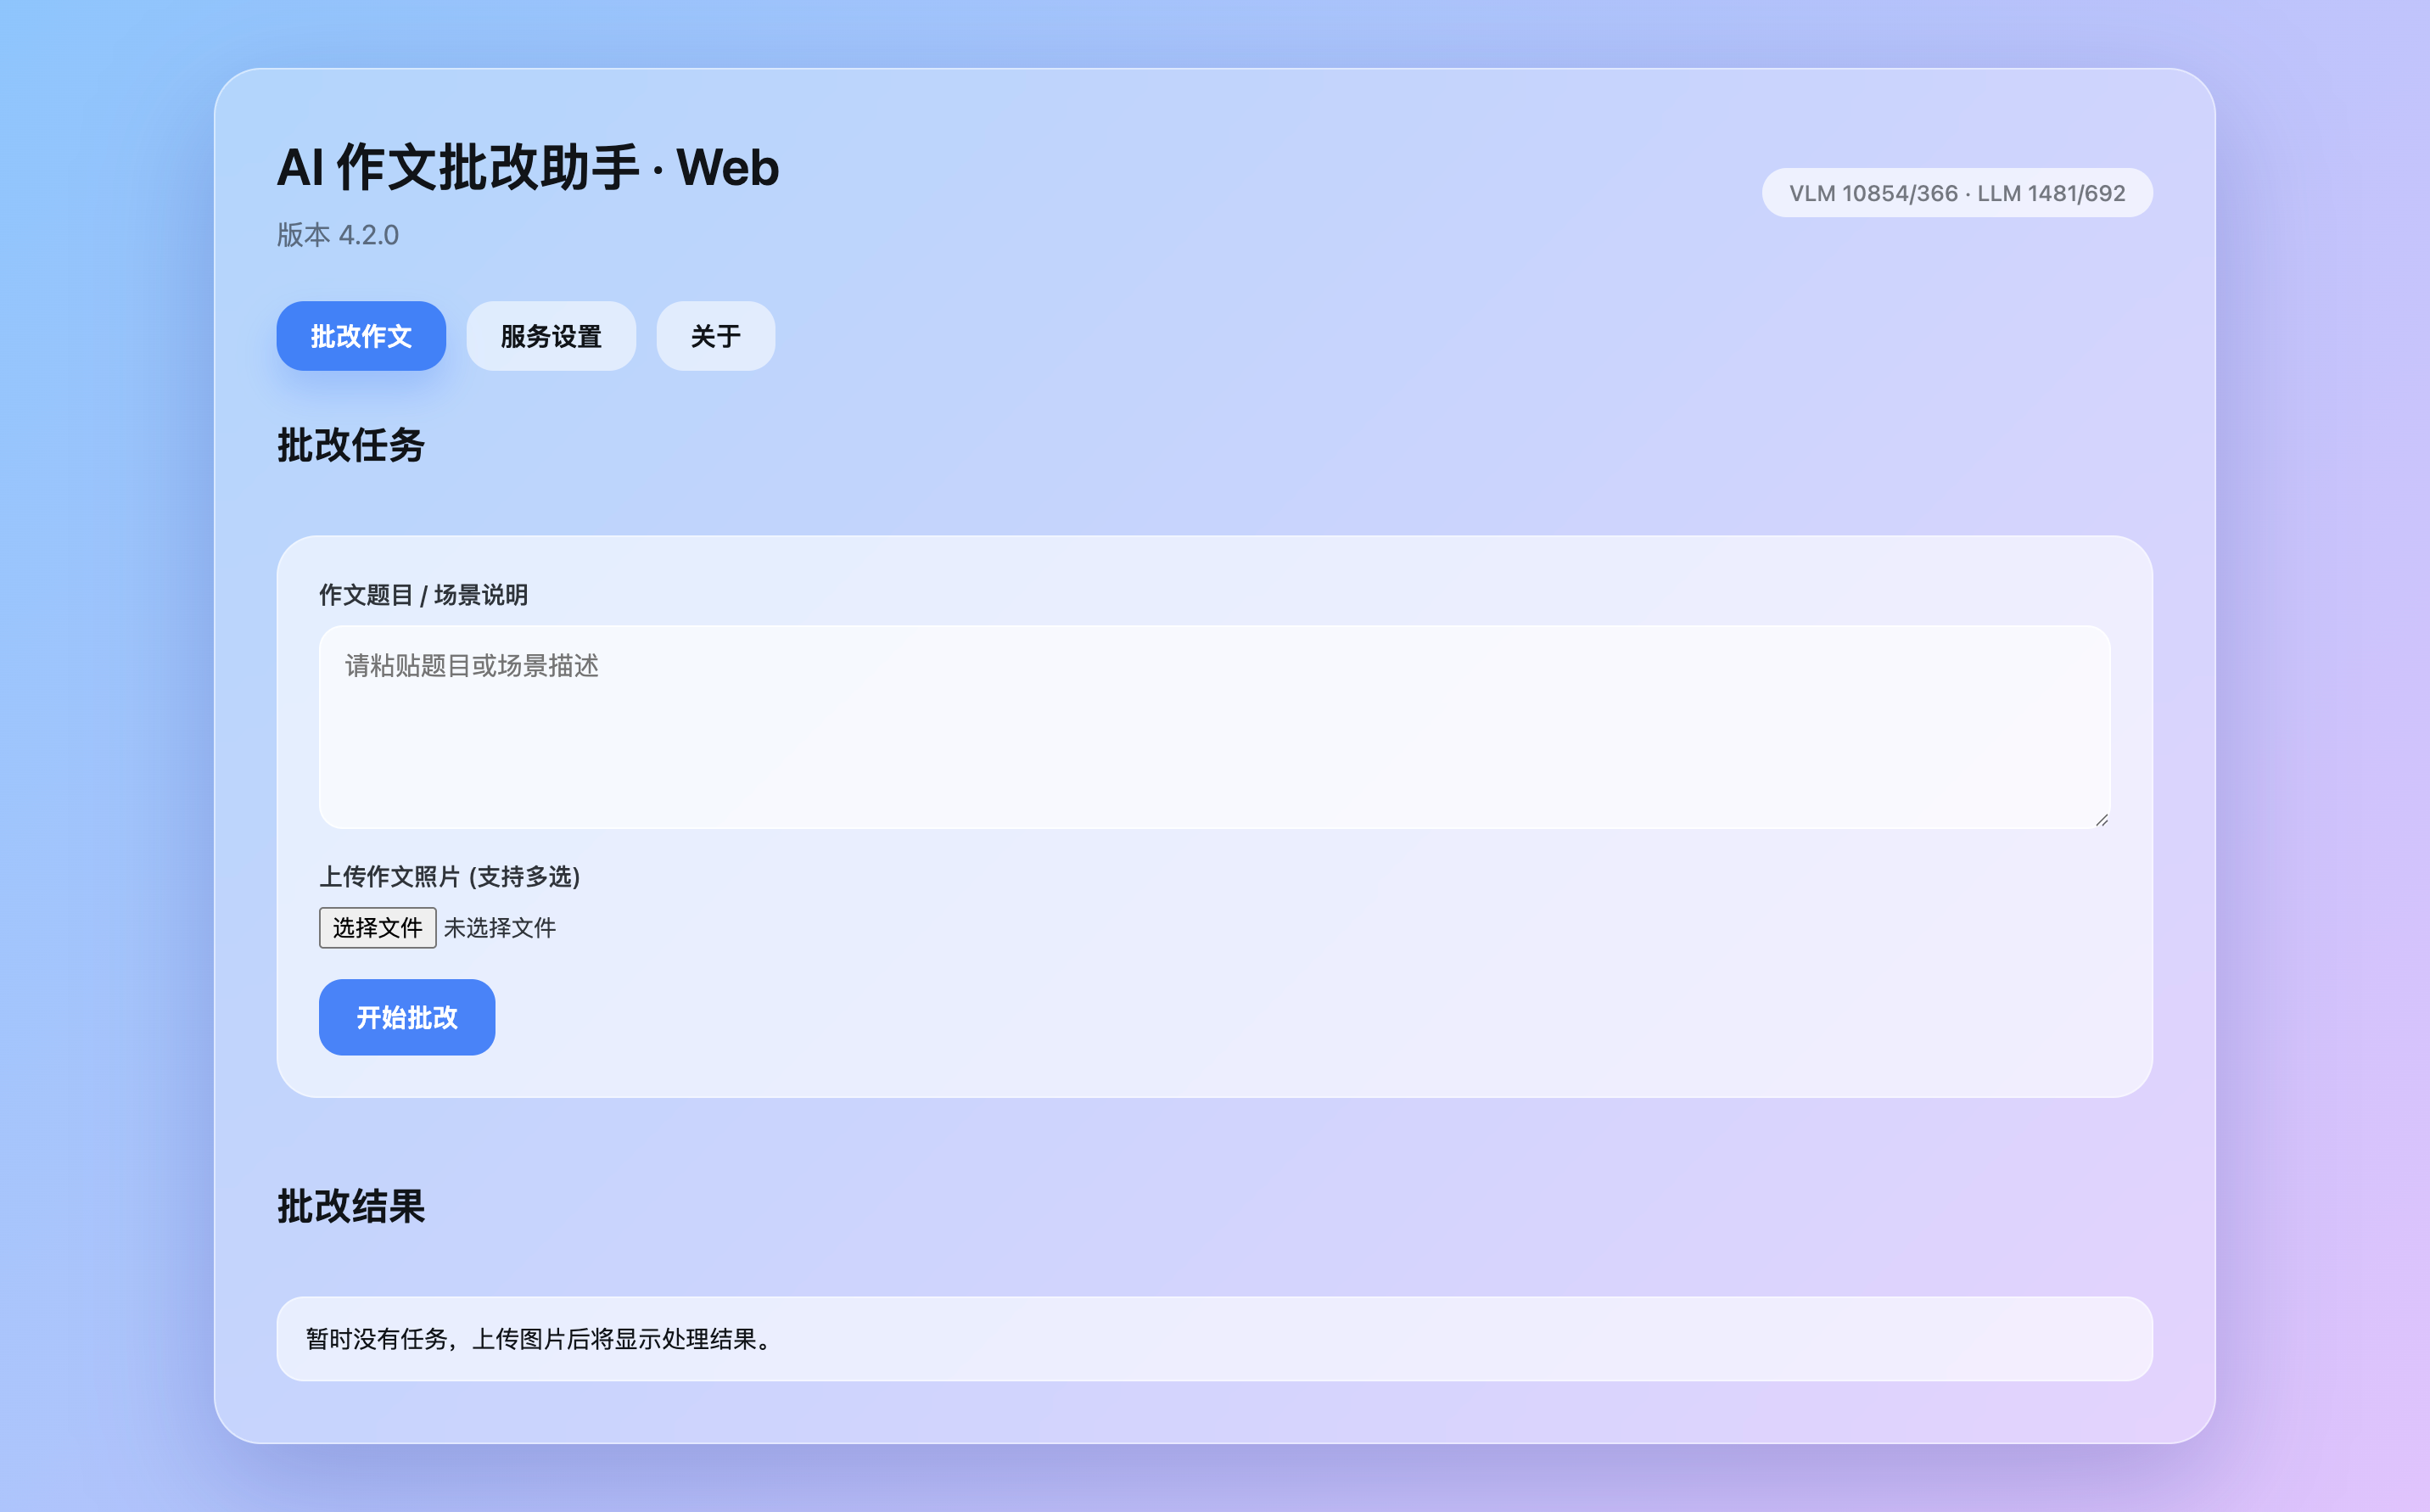 AI 作文批改助手 · Web
版本 4.2.0
VLM 10854/366 · LLM 1481/692
批改作文
服务设置
关于
批改任务
作文题目 / 场景说明
请粘贴题目或场景描述
上传作文照片 (支持多选)
选择文件 未选择文件
开始批改
批改结果
暂时没有任务，上传图片后将显示处理结果。